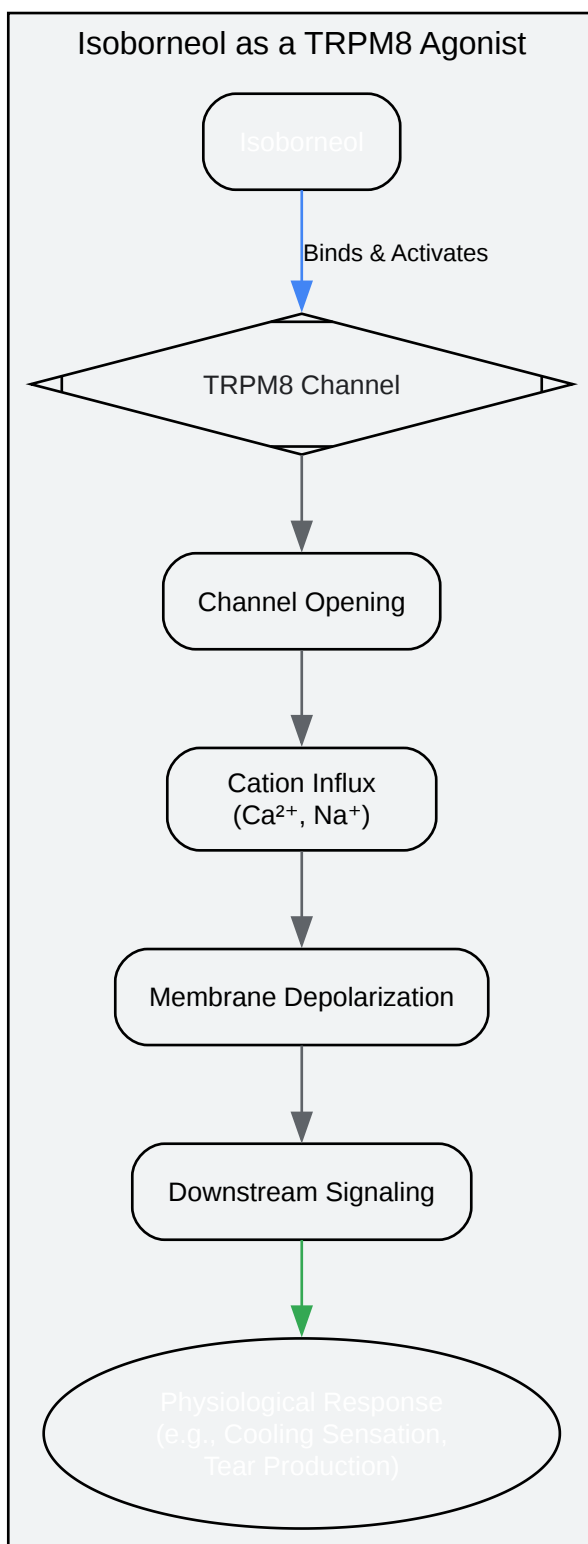 Isoborneol as a TRPM8 Agonist
Isoborneol
Binds & Activates
TRPM8 Channel
Channel Opening
Cation Influx
(Ca²⁺, Na⁺)
Membrane Depolarization
Downstream Signaling
Physiological Response
(e.g., Cooling Sensation,
Tear Production)